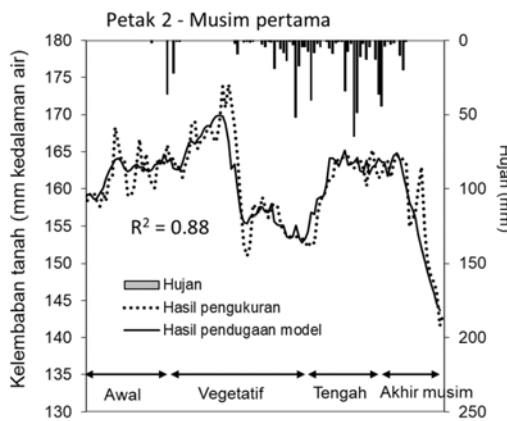 Petak 2 - Musim pertama
Kelembaban tanah (mm kedalaman air)
180
175
170
165
160
155
150
145
140
135
130
0
50
100
150
200
250
Hujan (mm)
R² = 0.88
Hujan
Hasil pengukuran
Hasil pendugaan model
Awal Vegetatif Tengah Akhir musim